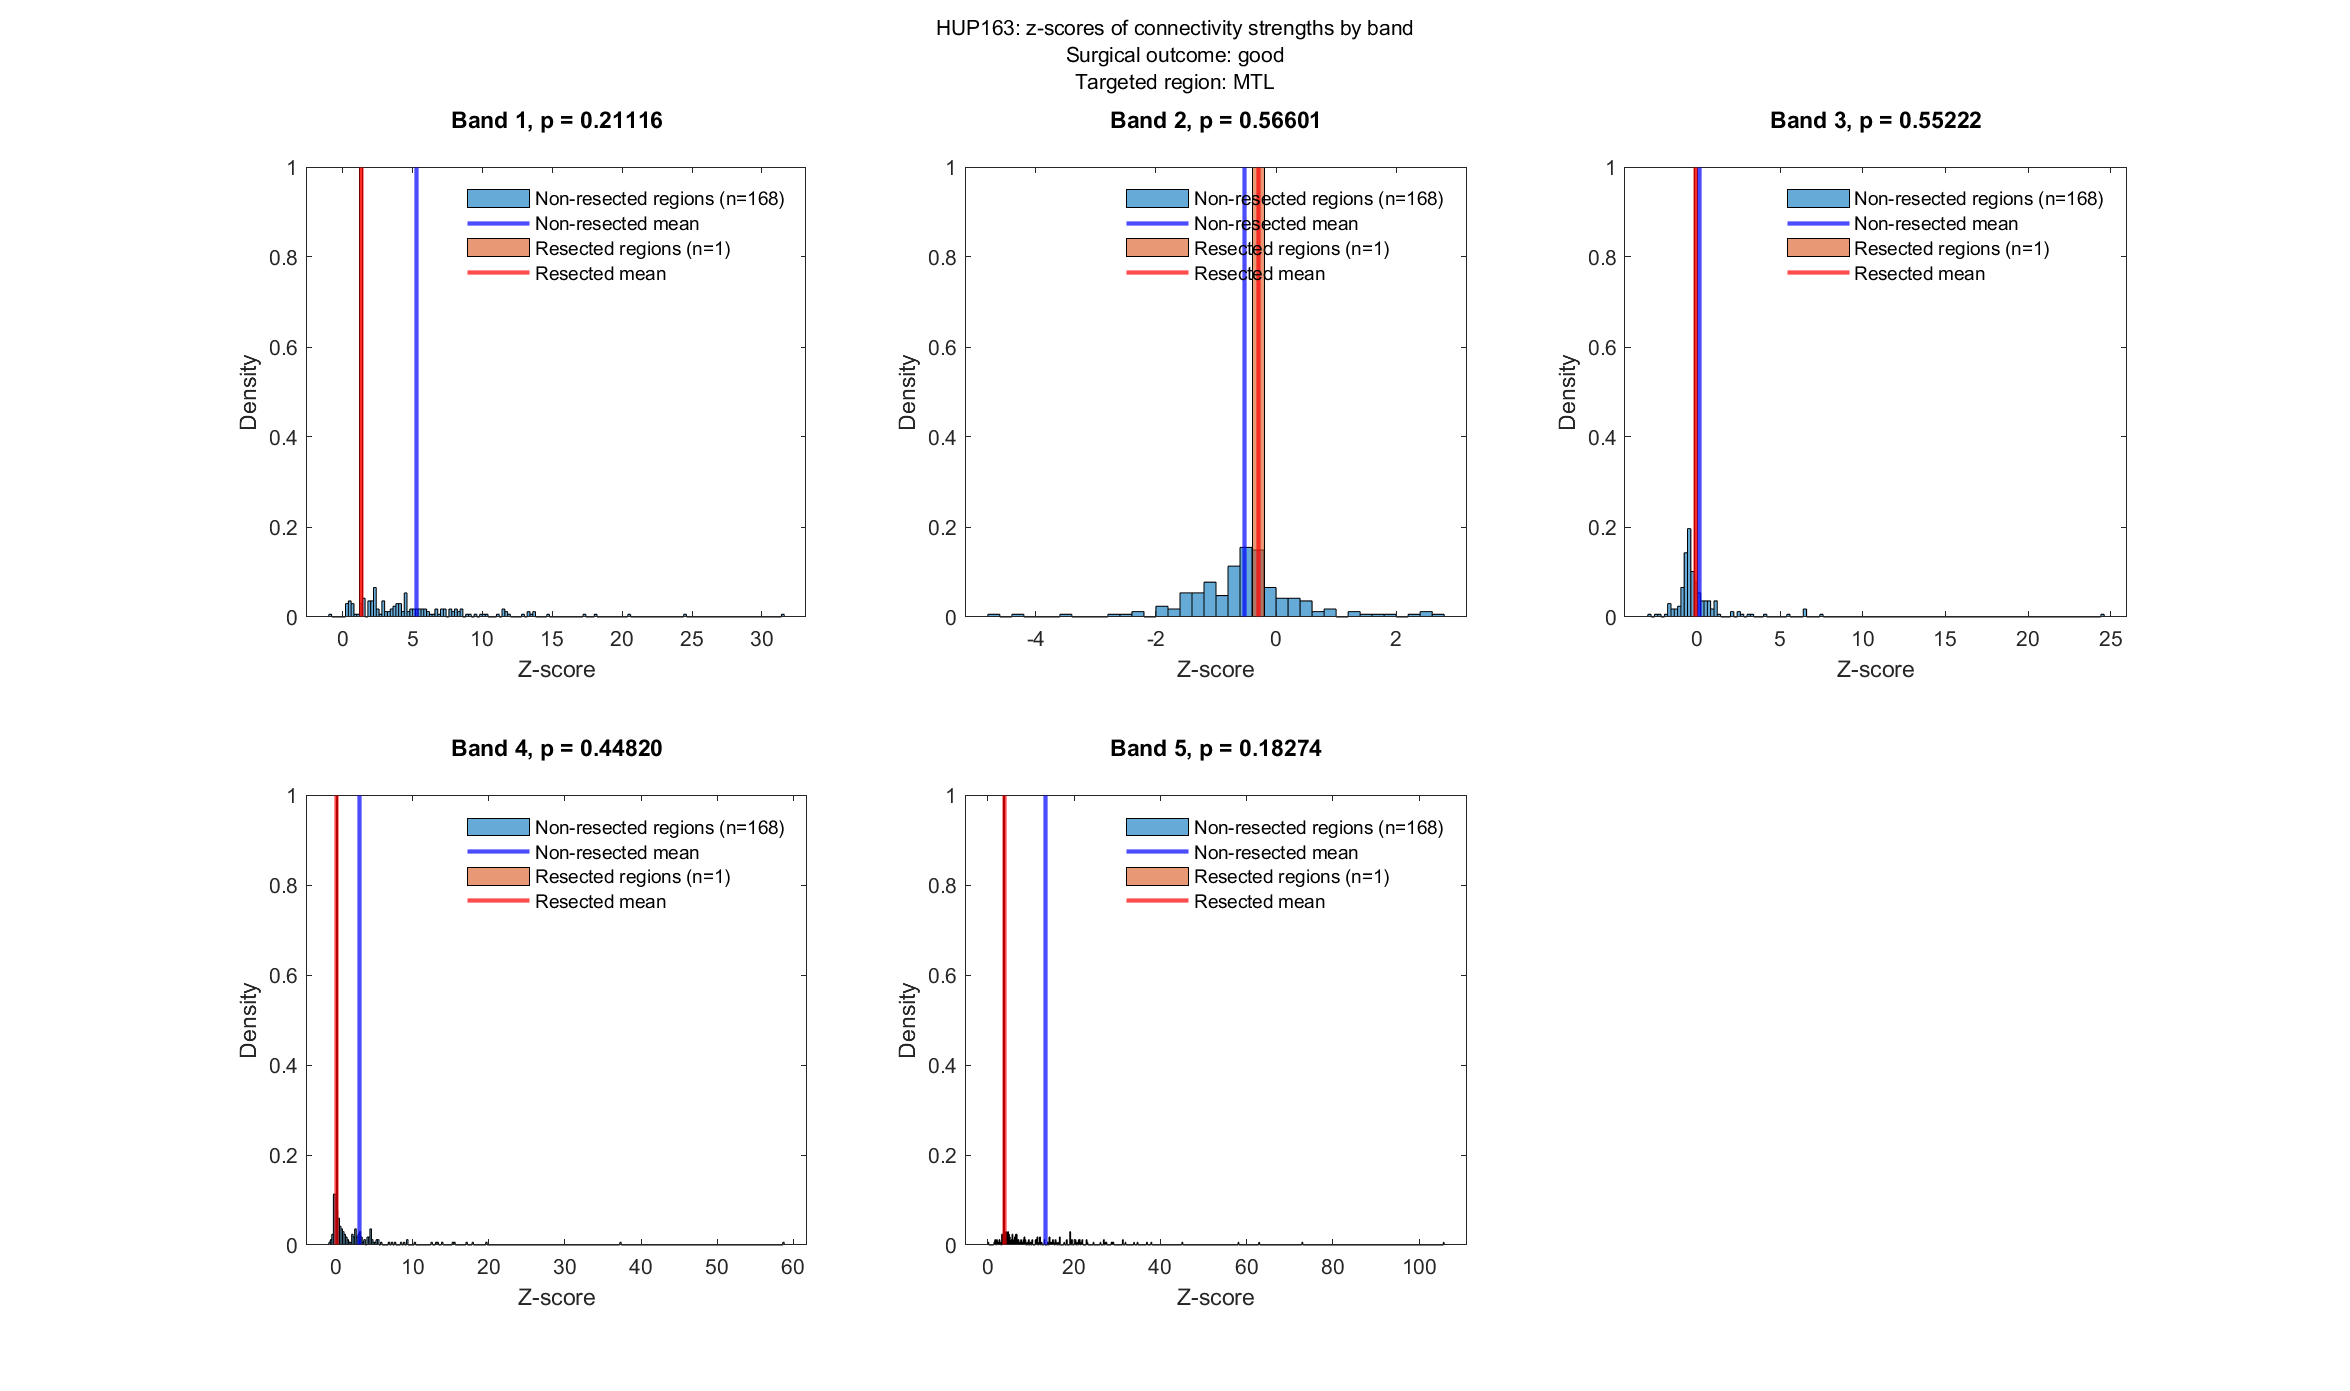 HUP163: z-scores of connectivity strengths by band
Surgical outcome: good
Targeted region: MTL
Band 1, p = 0.21116
1
0.8
0.6
0.4
0.2
0
Density
0 5 10 15 20 25 30
Z-score
Non-resected regions (n=168)
Non-resected mean
Resected regions (n=1)
Resected mean
Band 2, p = 0.56601
1
0.8
0.6
0.4
0.2
0
Density
-4 -2 0 2
Z-score
Non-resected regions (n=168)
Non-resected mean
Resected regions (n=1)
Resected mean
Band 3, p = 0.55222
1
0.8
0.6
0.4
0.2
0
Density
0 5 10 15 20 25
Z-score
Non-resected regions (n=168)
Non-resected mean
Resected regions (n=1)
Resected mean
Band 4, p = 0.44820
1
0.8
0.6
0.4
0.2
0
Density
0 10 20 30 40 50 60
Z-score
Non-resected regions (n=168)
Non-resected mean
Resected regions (n=1)
Resected mean
Band 5, p = 0.18274
1
0.8
0.6
0.4
0.2
0
Density
0 20 40 60 80 100
Z-score
Non-resected regions (n=168)
Non-resected mean
Resected regions (n=1)
Resected mean